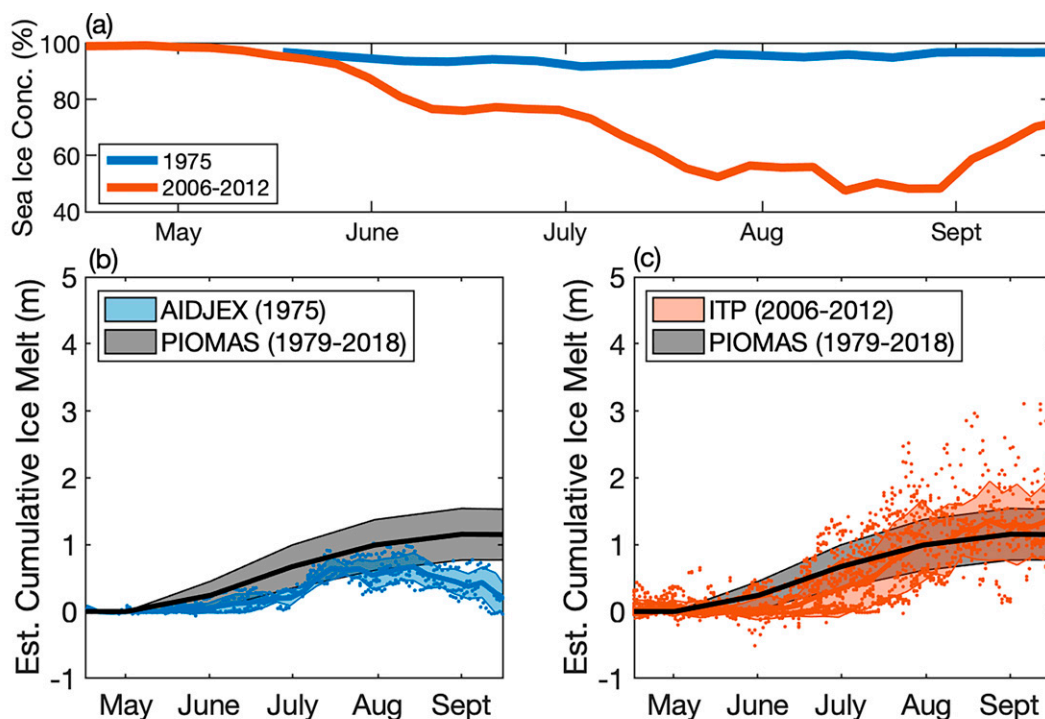 (a)
Sea Ice Conc. (%)
100
80
60
40
1975
2006-2012
May June July Aug Sept
(b)
Est. Cumulative Ice Melt (m)
5
4
3
2
1
0
-1
AIDJEX (1975)
PIOMAS (1979-2018)
May June July Aug Sept
(c)
Est. Cumulative Ice Melt (m)
5
4
3
2
1
0
-1
ITP (2006-2012)
PIOMAS (1979-2018)
May June July Aug Sept